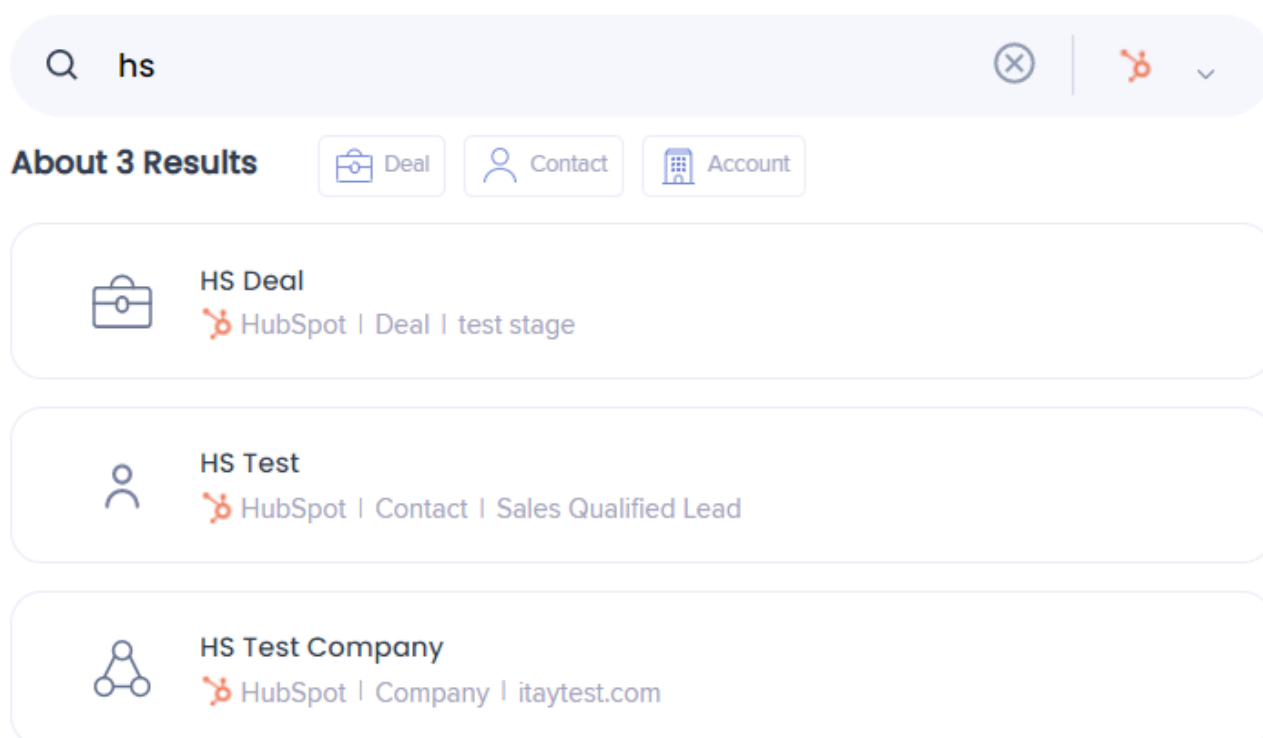 hs
About 3 Results Deal Contact Account
HS Deal
HubSpot | Deal | test stage
HS Test
HubSpot | Contact | Sales Qualified Lead
HS Test Company
HubSpot | Company | itaytest.com